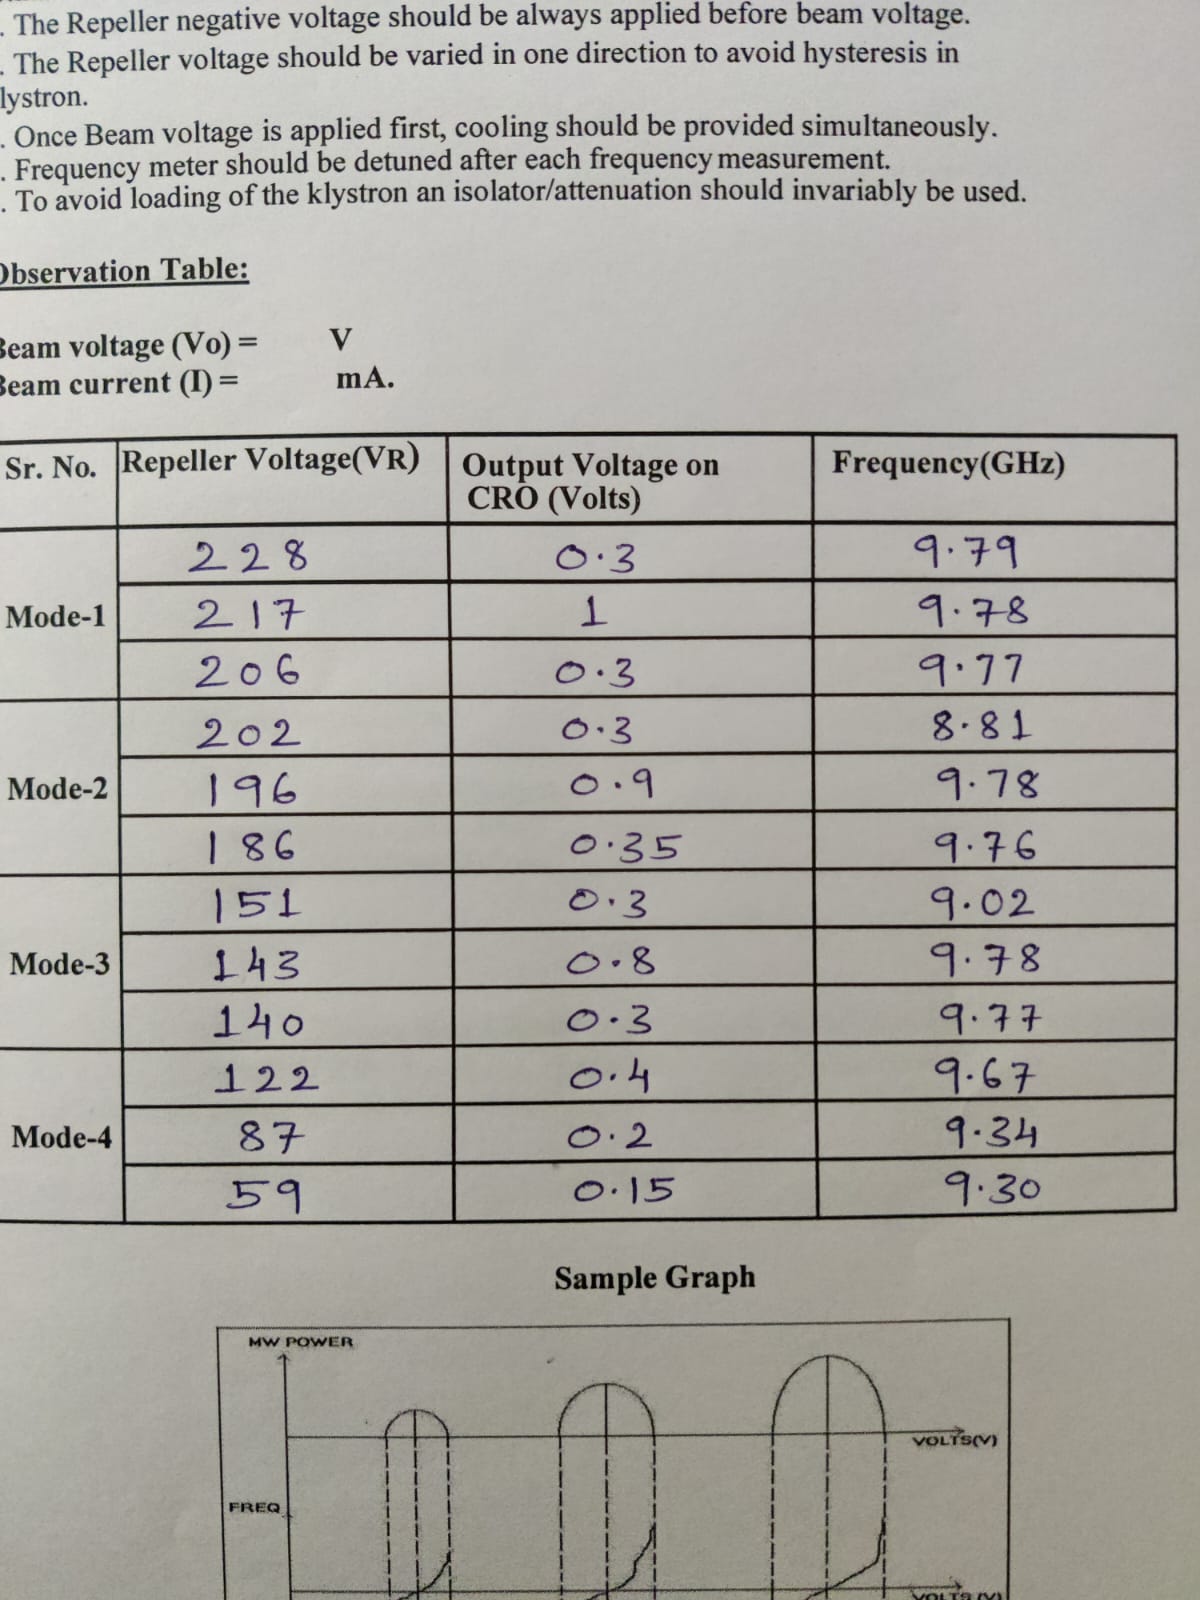 . The Repeller negative voltage should be always applied before beam voltage.
. The Repeller voltage should be varied in one direction to avoid hysteresis in
lystron.
. Once Beam voltage is applied first, cooling should be provided simultaneously.
. Frequency meter should be detuned after each frequency measurement.
. To avoid loading of the klystron an isolator/attenuation should invariably be used.
Observation Table:
Beam voltage (Vo) = V
Beam current (I) = mA.
Sr. No. Repeller Voltage(VR) Output Voltage on CRO (Volts) Frequency(GHz)
Mode-1 228 0.3 9.79
217 1 9.78
206 0.3 9.77
Mode-2 202 0.3 8.81
196 0.9 9.78
186 0.35 9.76
Mode-3 151 0.3 9.02
143 0.8 9.78
140 0.3 9.77
Mode-4 122 0.4 9.67
87 0.2 9.34
59 0.15 9.30
Sample Graph
MW POWER
VOLTS(V)
FREQ
VOLTS (V)